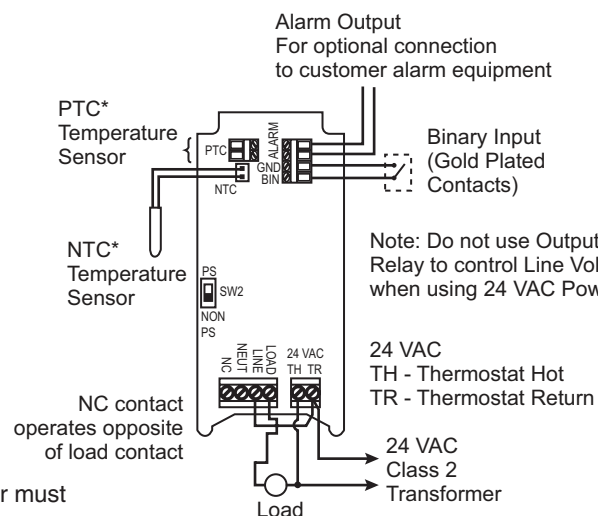 Alarm Output
For optional connection
to customer alarm equipment
PTC*
Temperature
Sensor
PTC
ALARM
GND
BIN
NTC
Binary Input
(Gold Plated
Contacts)
NTC*
Temperature
Sensor
PS
SW2
NON
PS
Note: Do not use Output
Relay to control Line
when using 24 VAC
NC
NEUT
LINE
LOAD
24 VAC
TH TR
24 VAC
TH - Thermostat Hot
TR - Thermostat Return
NC contact
operates opposite
of load contact
24 VAC
Class 2
Transformer
must
Load